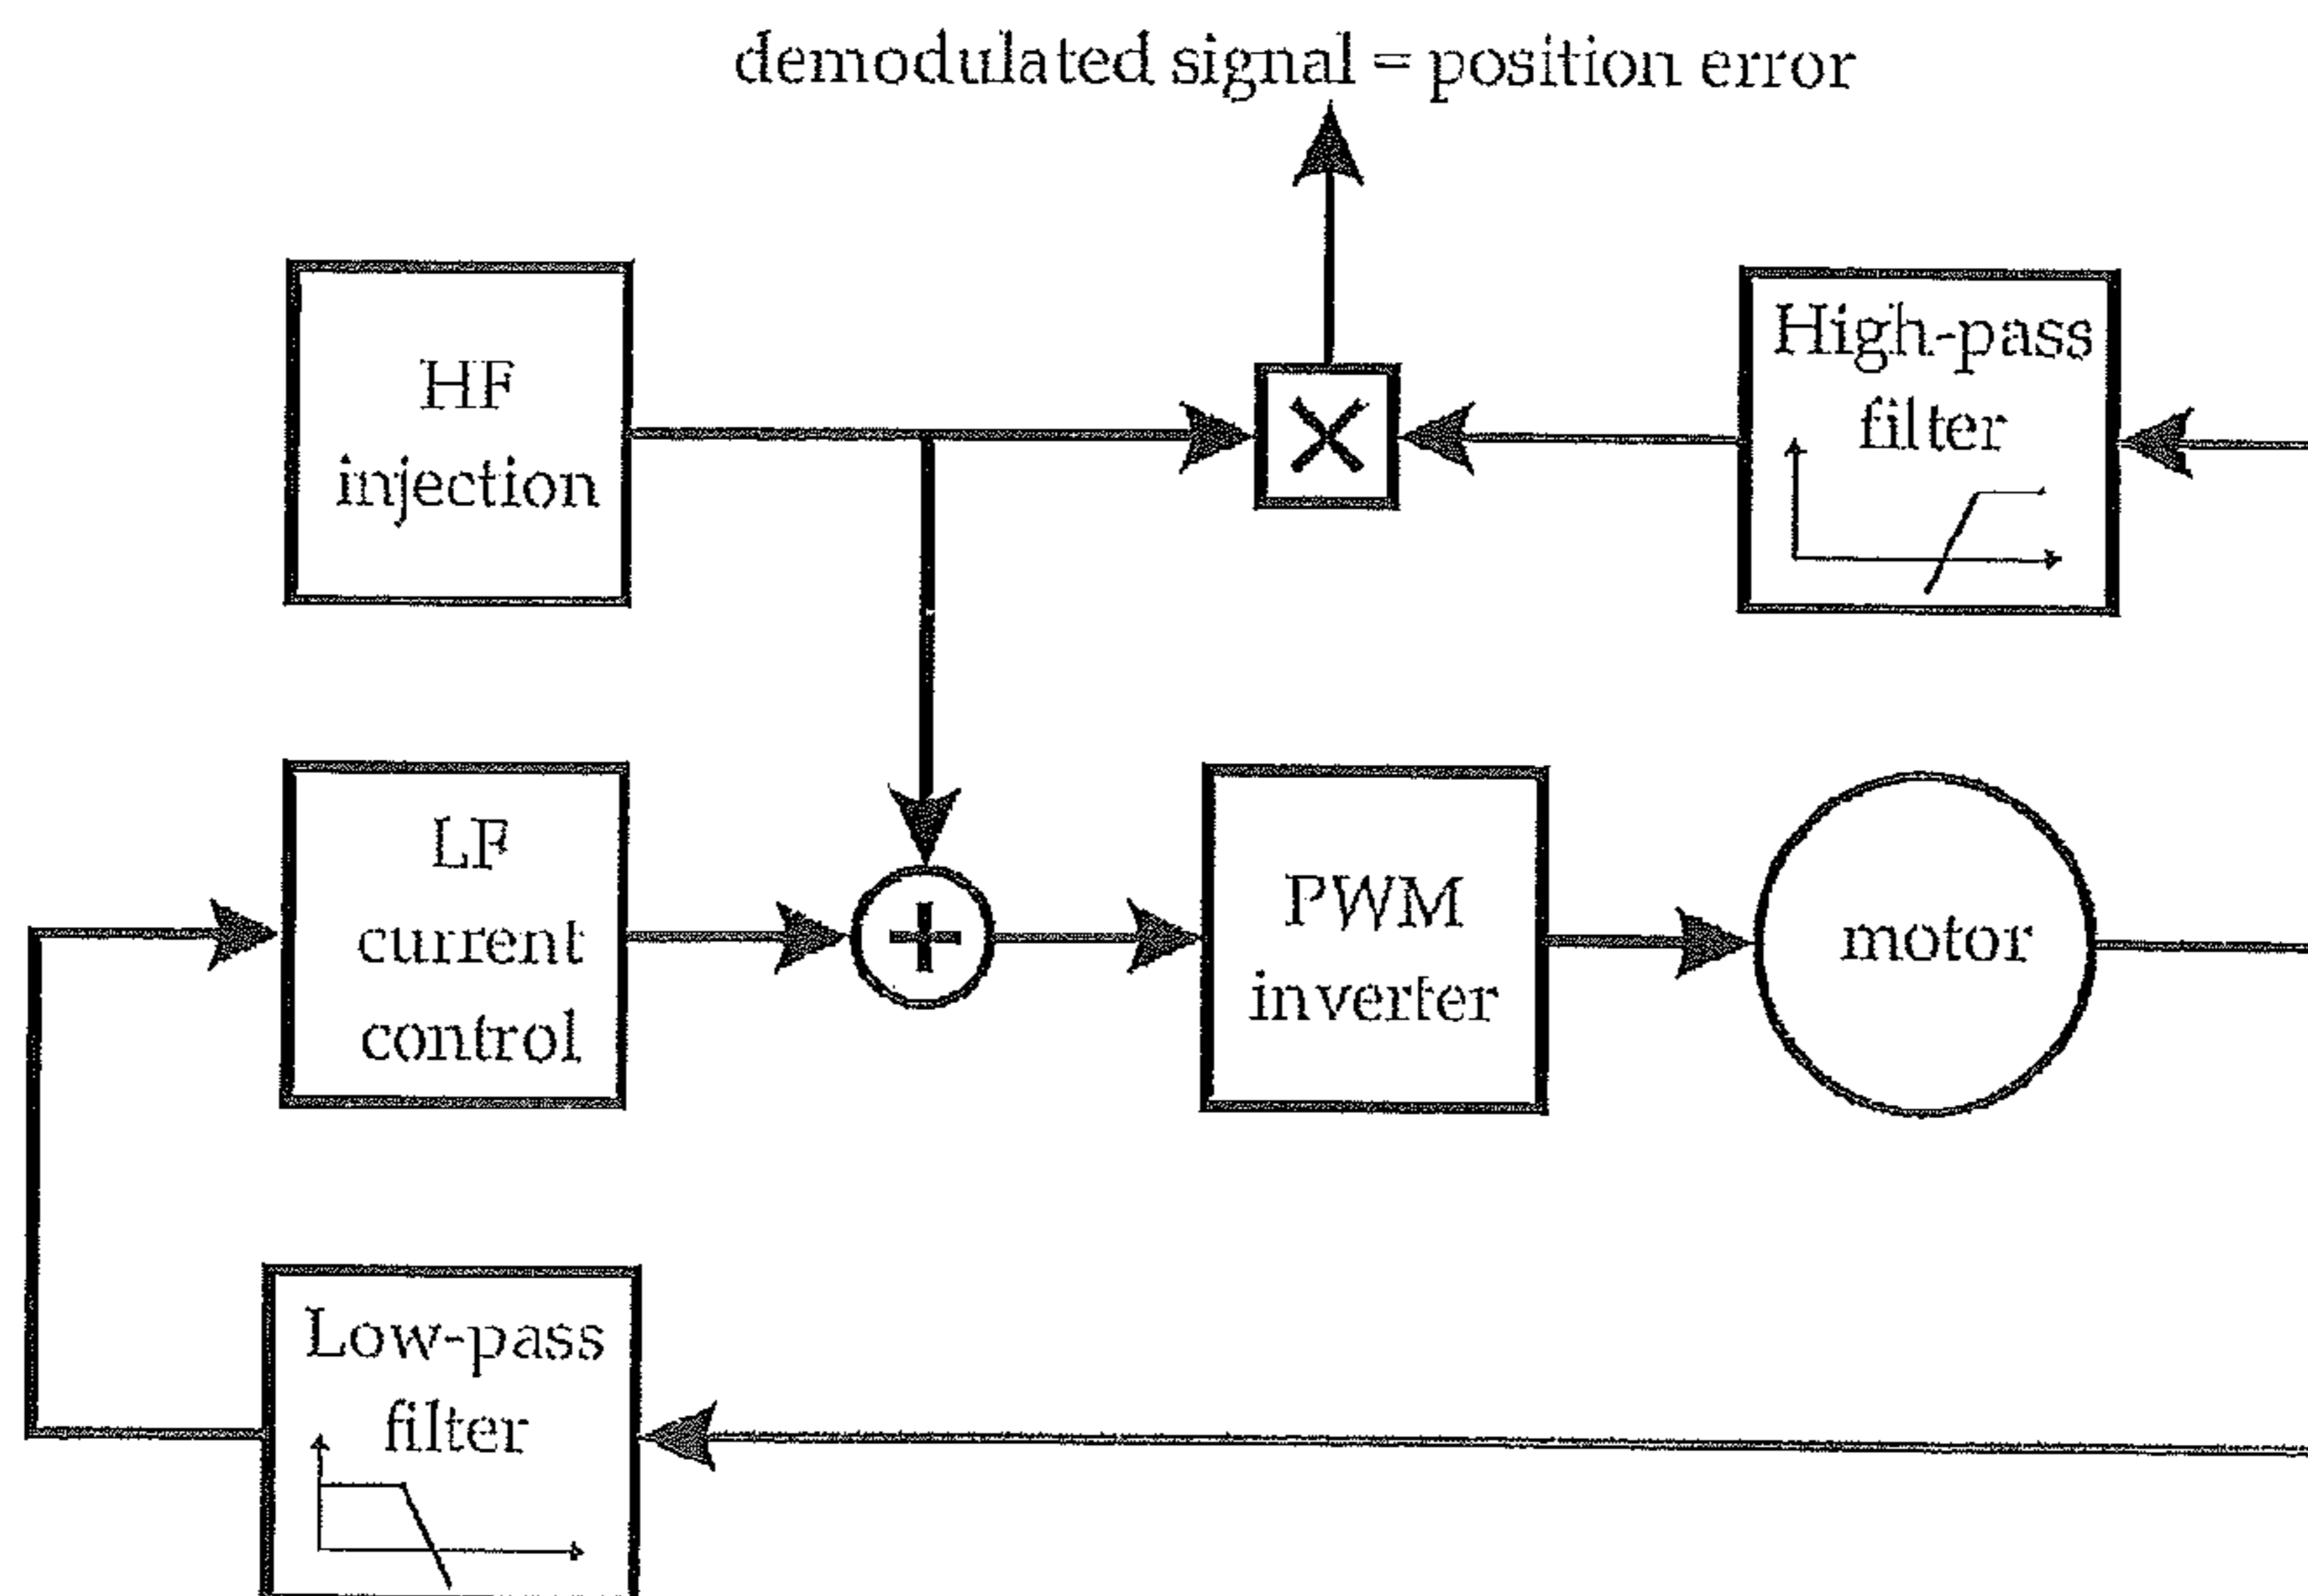 demodulated signal = position error
HF
injection
×
High-pass
filter
LF
current
control
+
PWM
inverter
motor
Low-pass
filter